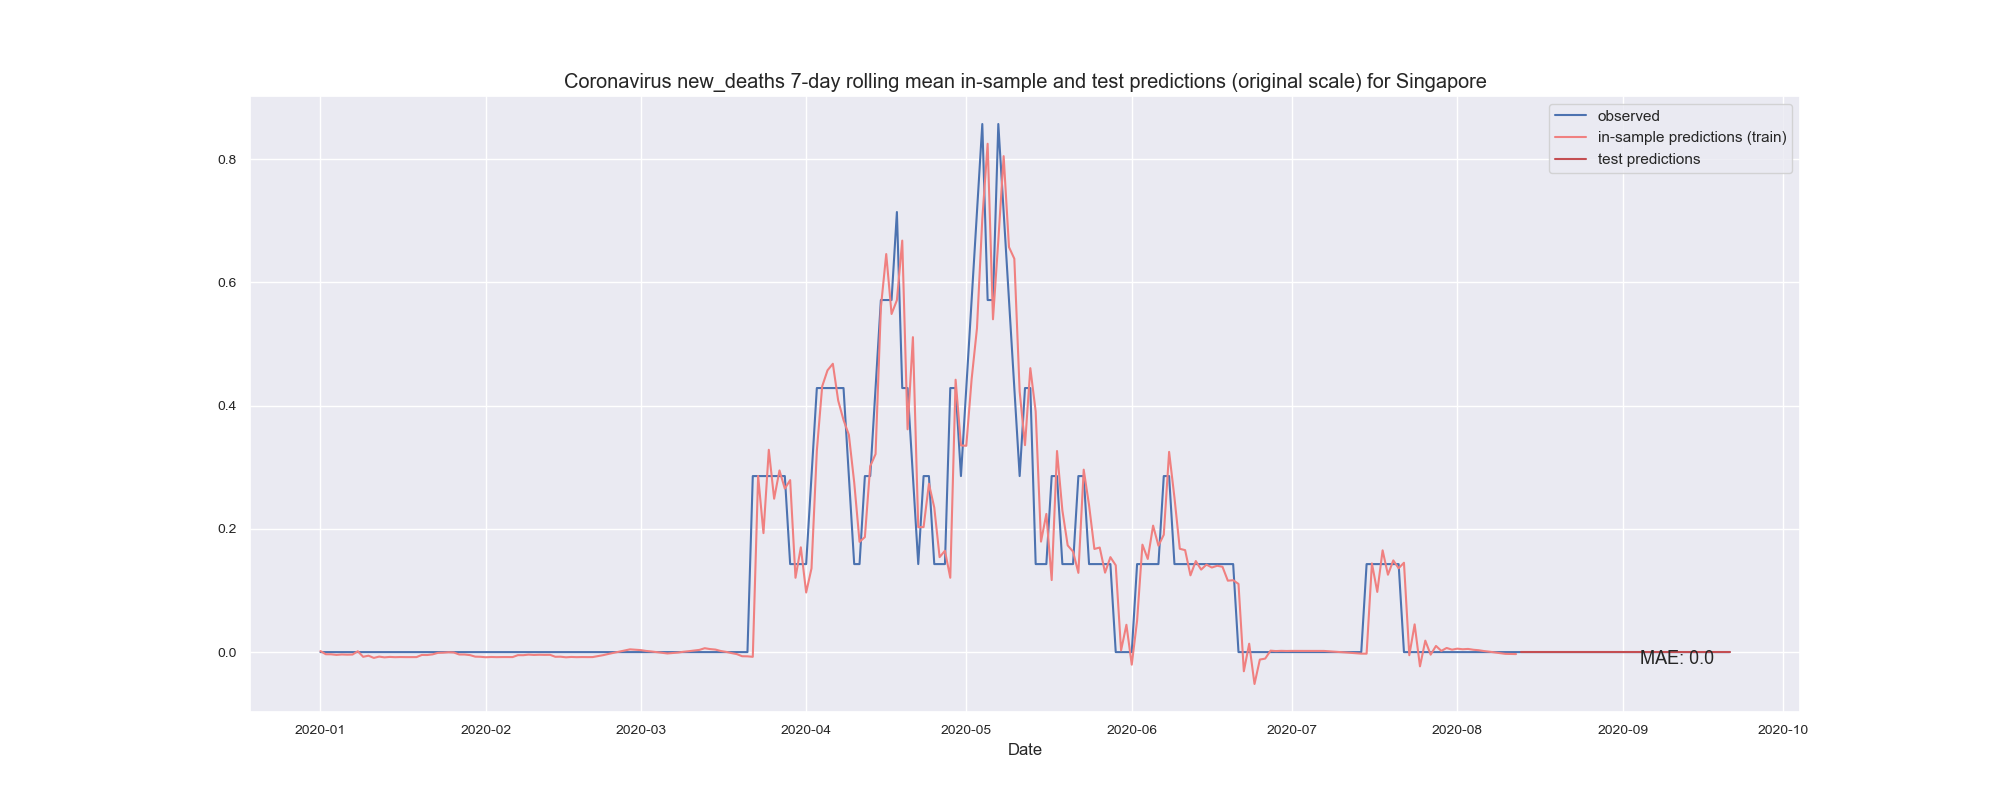 Coronavirus new_deaths 7-day rolling mean in-sample and test predictions (original scale) for Singapore
observed
in-sample predictions (train)
test predictions
0.8
0.6
0.4
0.2
0.0
MAE: 0.0
2020-01 2020-02 2020-03 2020-04 2020-05 2020-06 2020-07 2020-08 2020-09 2020-10
Date